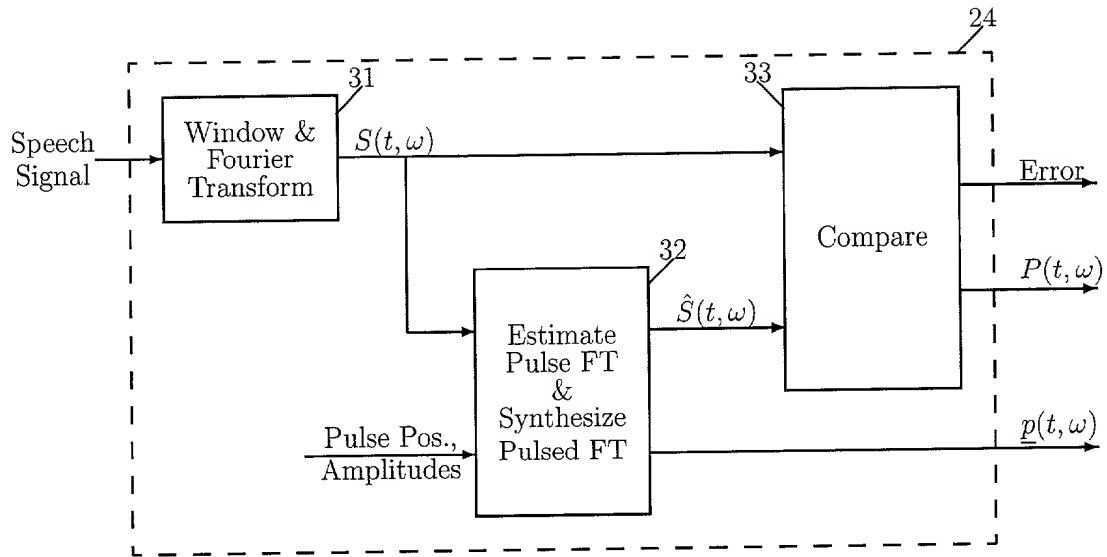 24
31
33
Speech
Signal
Window &
Fourier
Transform
S(t, ω)
Error
Compare
P(t, ω)
32
Ŝ(t, ω)
Estimate
Pulse FT
&
Synthesize
Pulsed FT
Pulse Pos.,
Amplitudes
p(t, ω)